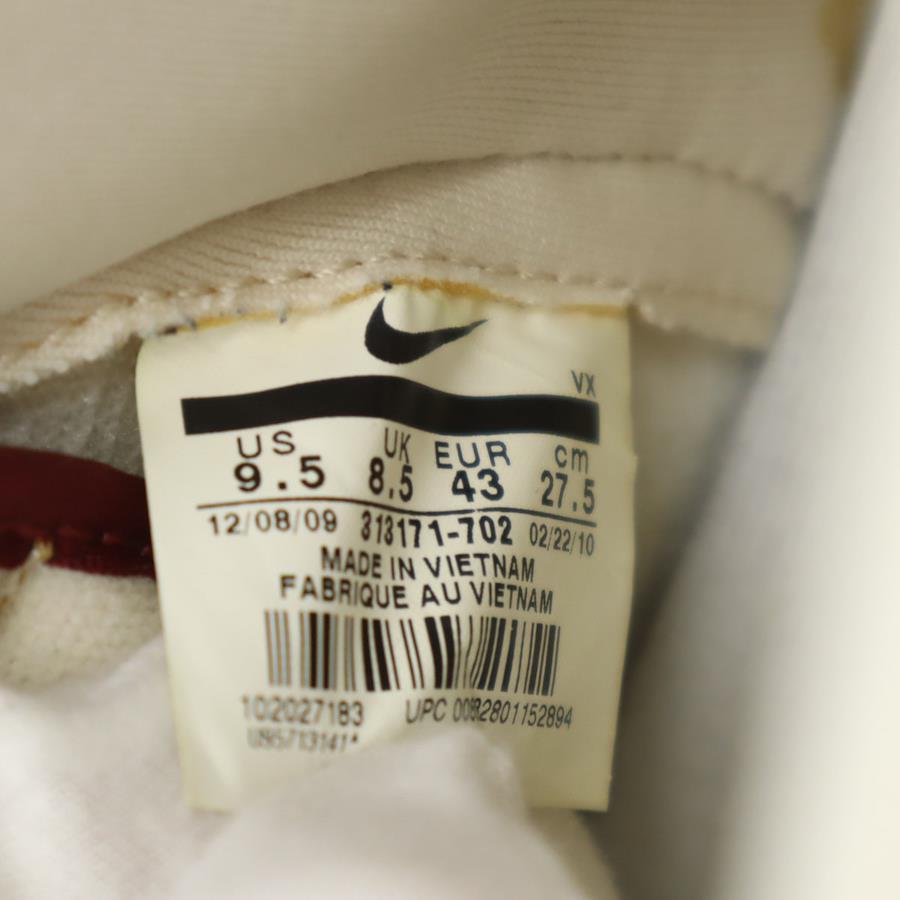 VX
US UK EUR cm
9.5 8.5 43 27.5
12/08/09 313171-702 02/22/10
MADE IN VIETNAM
FABRIQUE AU VIETNAM
102027183 UPC 00882801152894